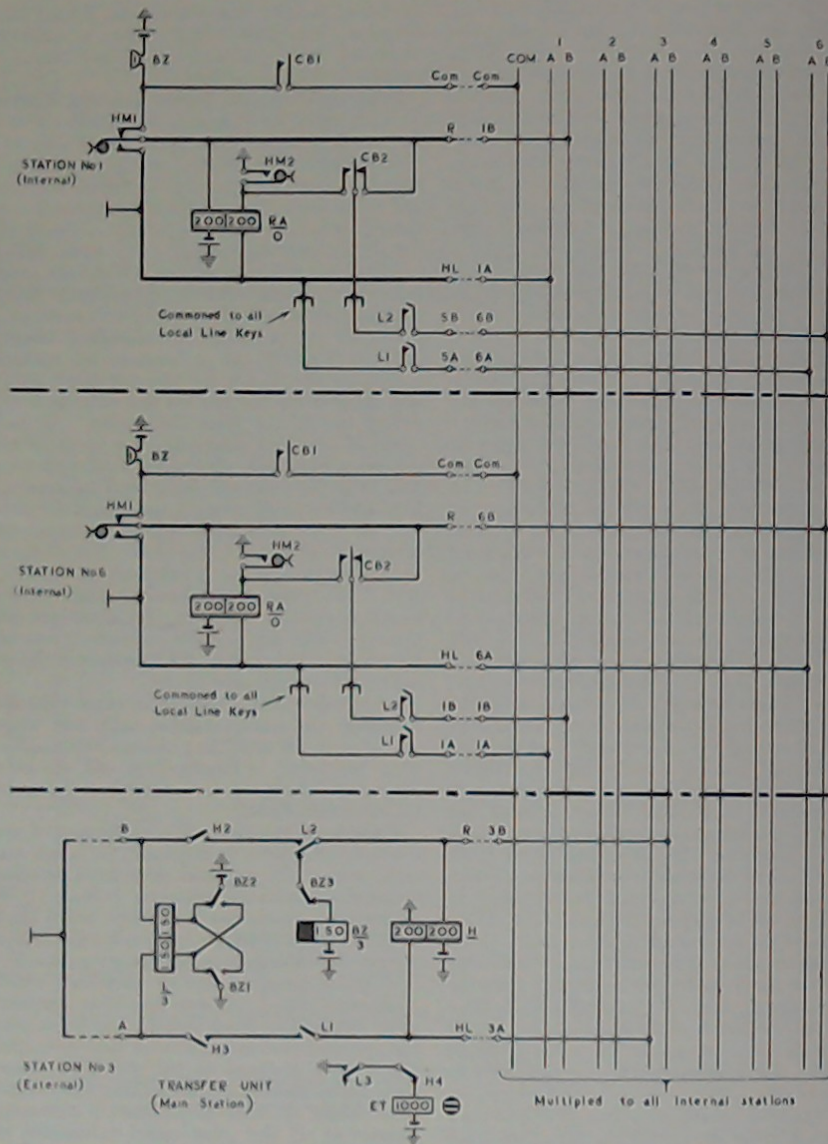 1 2 3 4 5 6
COM A B A B A B A B A B A B
BZ
CB1
Com Com
HM1
R 1B
STATION No 1
(Internal)
HM2
CB2
200 200 RA
0
HL 1A
Commoned to all
Local Line Keys
L2 5B 6B
L1 5A 6A
BZ
CB1
Com Com
HM1
R 6B
HM2
CB2
STATION No 6
(Internal)
200 200 RA
0
HL 6A
Commoned to all
Local Line Keys
L2 1B 1B
L1 1A 1A
B H2 L2 R 3B
BZ2
BZ3
150 BZ
3
200 200 H
150
150
L
3
BZ1
A H3 L1 HL 3A
STATION No 3
(External)
TRANSFER UNIT
(Main Station)
L3 H4
ET 1000
Multipled to all internal stations